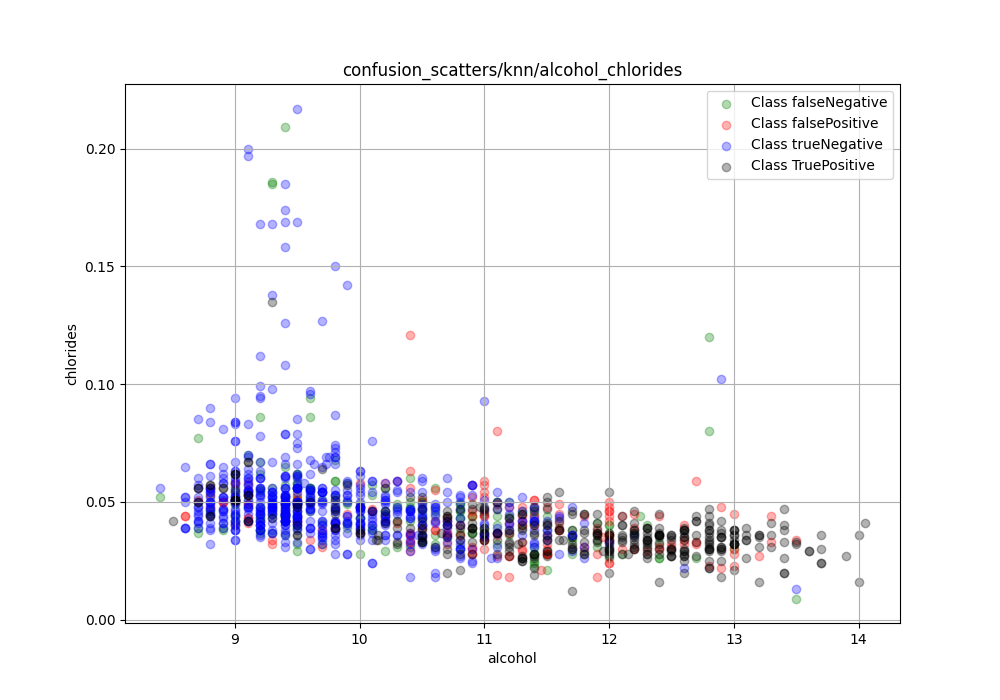 confusion_scatters/knn/alcohol_chlorides
Class falseNegative
Class falsePositive
Class trueNegative
Class TruePositive
0.20
0.15
0.10
0.05
0.00
chlorides
9 10 11 12 13 14
alcohol